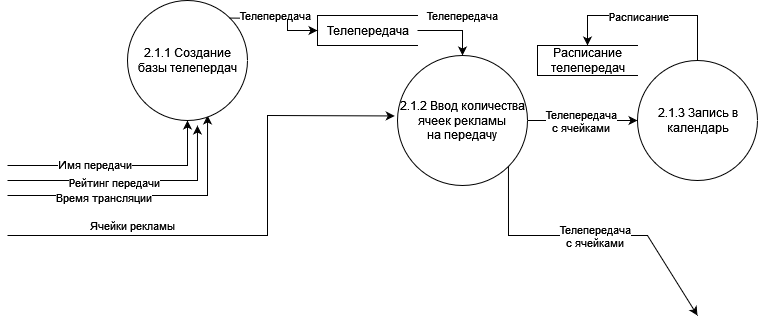 Телепередача
Телепередача
Расписание
Телепередача
2.1.1 Создание
базы телепердач
Расписание
телепередач
2.1.2 Ввод количества
ячеек рекламы
на передачу
Телепередача
с ячейками
2.1.3 Запись в
календарь
Имя передачи
Рейтинг передачи
Время трансляции
Ячейки рекламы
Телепередача
с ячейками